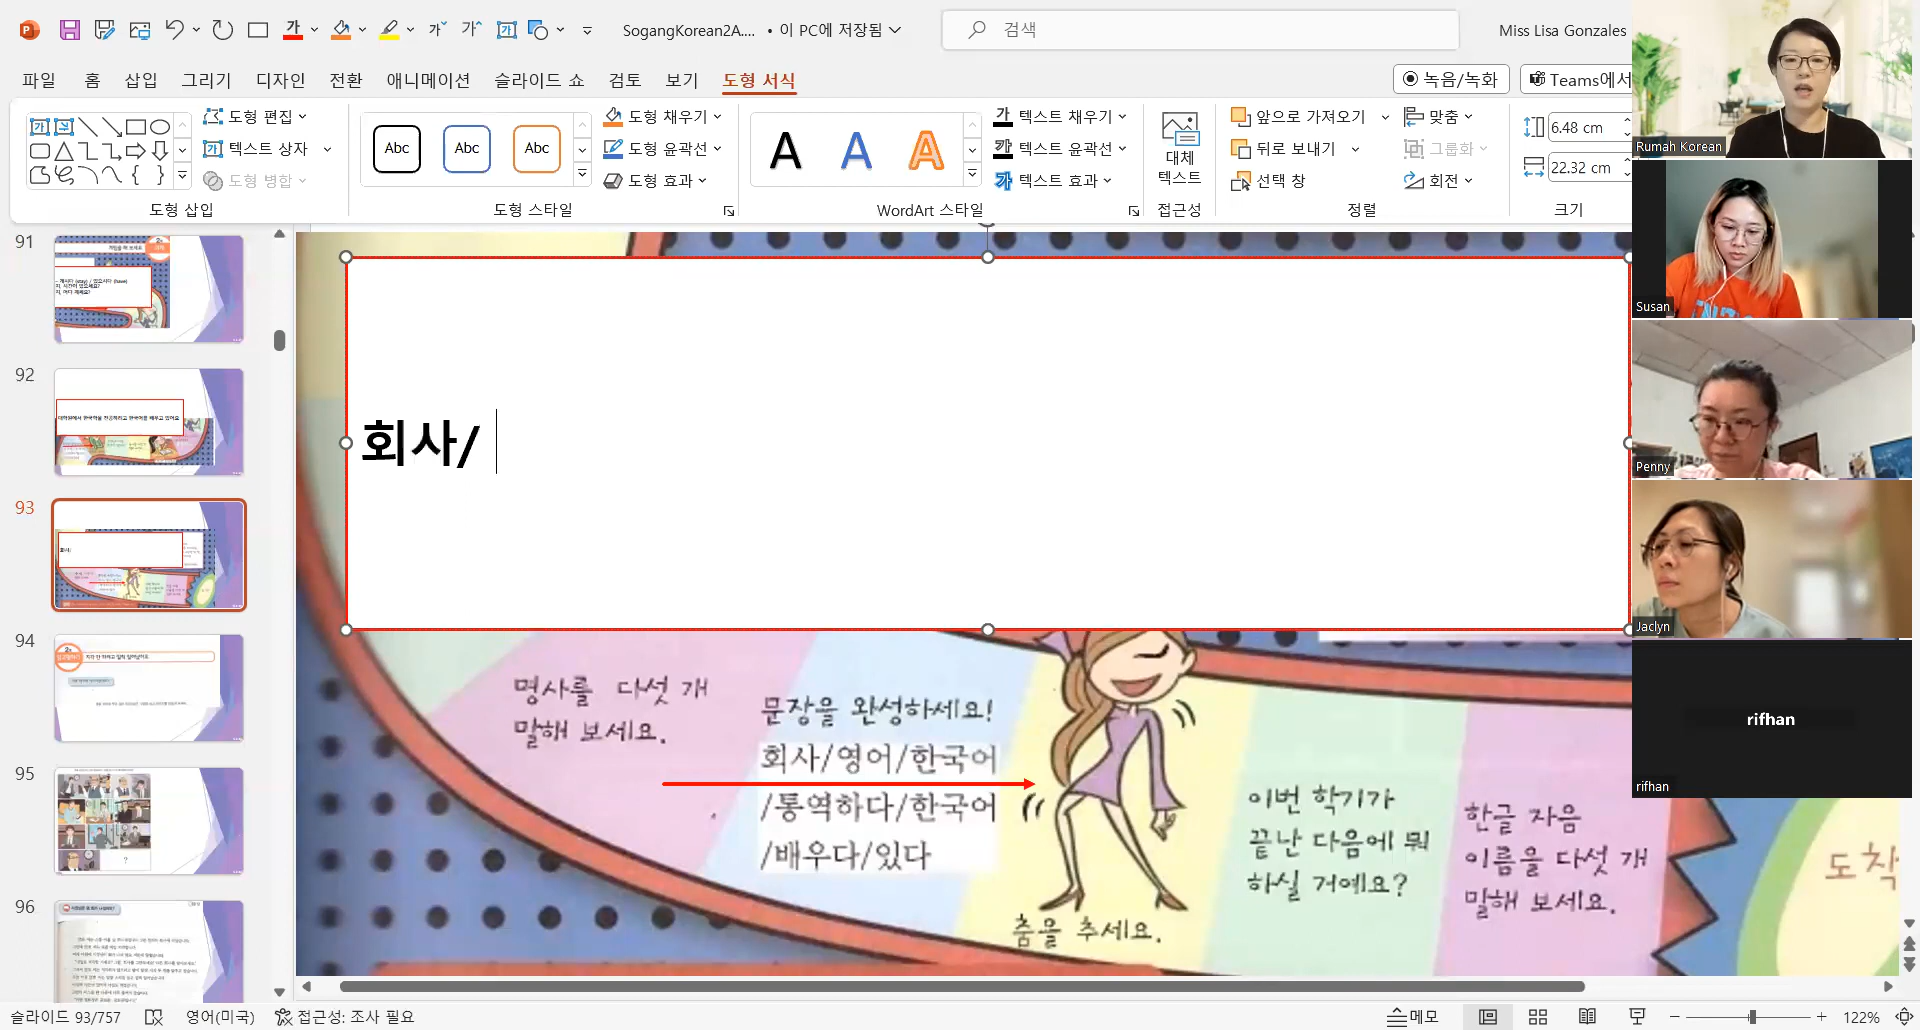 SogangKorean2A.... • 이 PC에 저장됨
검색
Miss Lisa Gonzales
파일 홈 삽입 그리기 디자인 전환 애니메이션 슬라이드 쇼 검토 보기 도형 서식
녹음/녹화
Teams에서
도형 편집
텍스트 상자
도형 병합
도형 삽입
Abc Abc Abc
도형 채우기
도형 윤곽선
도형 효과
도형 스타일
A A A
텍스트 채우기
텍스트 윤곽선
텍스트 효과
WordArt 스타일
대체
텍스트
접근성
앞으로 가져오기
뒤로 보내기
선택 창
맞춤
그룹화
회전
정렬
6.48 cm
22.32 cm
크기
Rumah Korean
Susan
Penny
Jaclyn
rifhan
rifhan
91
92
93
94
95
96
회사/
명사를 다섯 개
말해 보세요.
문장을 완성하세요!
회사/영어/한국어
/통역하다/한국어
/배우다/있다
춤을 추세요.
이번 학기가
끝난 다음에 뭐
하실 거예요?
한글 자음
이름을 다섯 개
말해 보세요.
도착
슬라이드 93/757
영어(미국)
접근성: 조사 필요
메모
122%